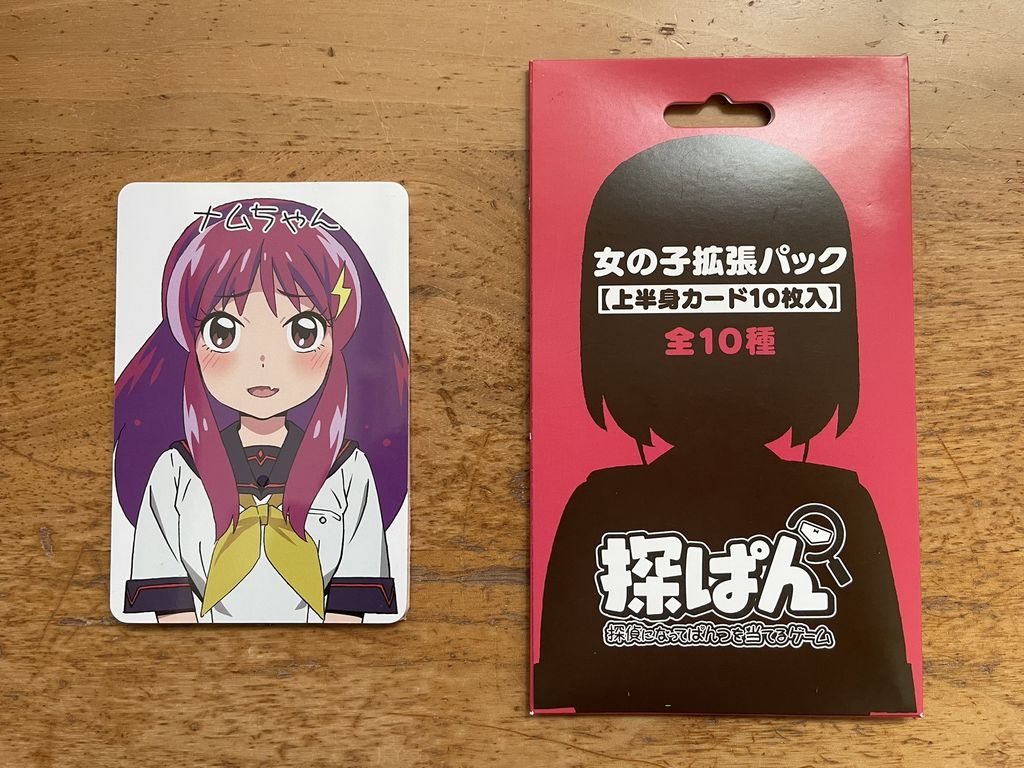 ナムちゃん
女の子拡張パック
【上半身カード10枚入】
全10種
探ぱん
探偵になってぱんつを当てるゲーム